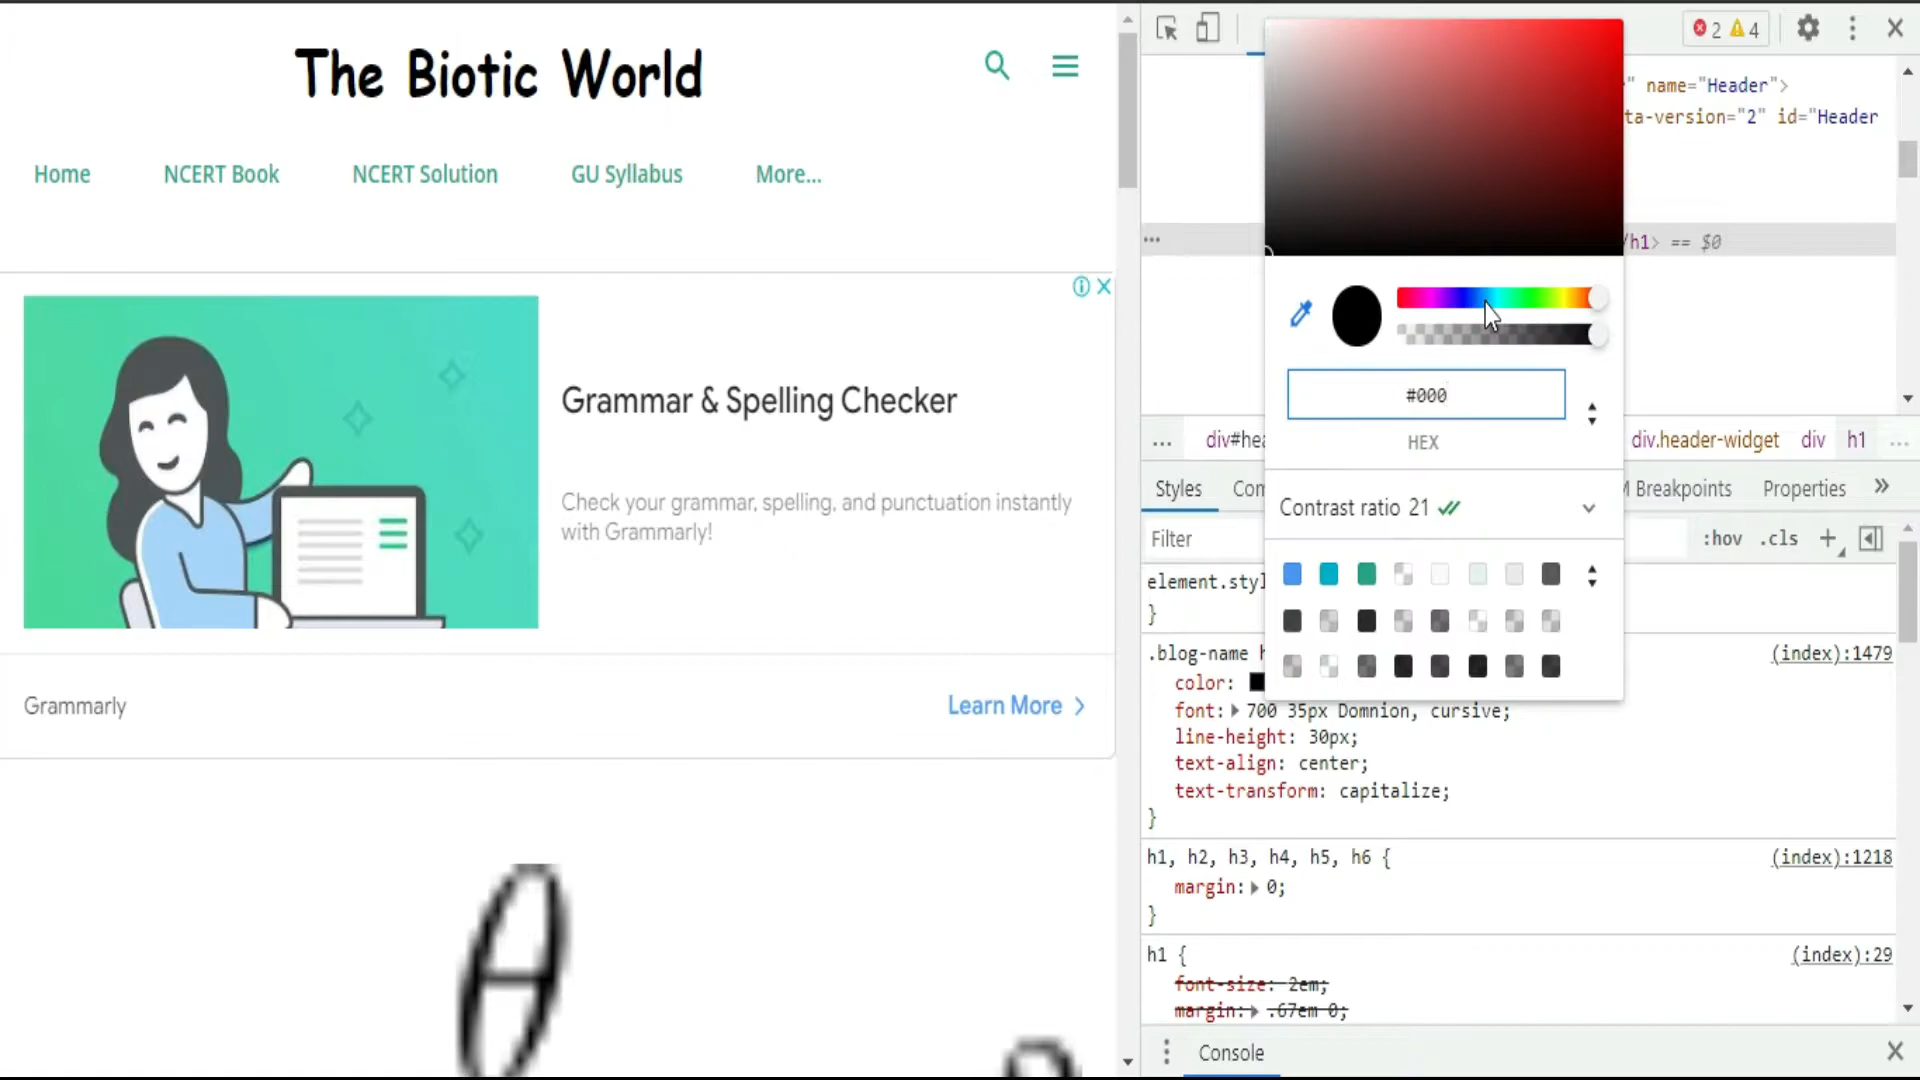 The Biotic World
Home NCERT Book NCERT Solution GU Syllabus More...
Grammar & Spelling Checker
Check your grammar, spelling, and punctuation instantly
with Grammarly!
Grammarly
Learn More
θ
2 4
" name="Header">
ta-version="2" id="Header
... /h1> == $0
#000
HEX
... div#hea div.header-widget div h1 ...
Contrast ratio 21
Styles Con M Breakpoints Properties »
Filter :hov .cls +
element.styl
}
.blog-name h (index):1479
color:
font: 700 35px Domnion, cursive;
line-height: 30px;
text-align: center;
text-transform: capitalize;
}
h1, h2, h3, h4, h5, h6 { (index):1218
margin: 0;
}
h1 { (index):29
font-size: 2em;
margin: .67em 0;
Console